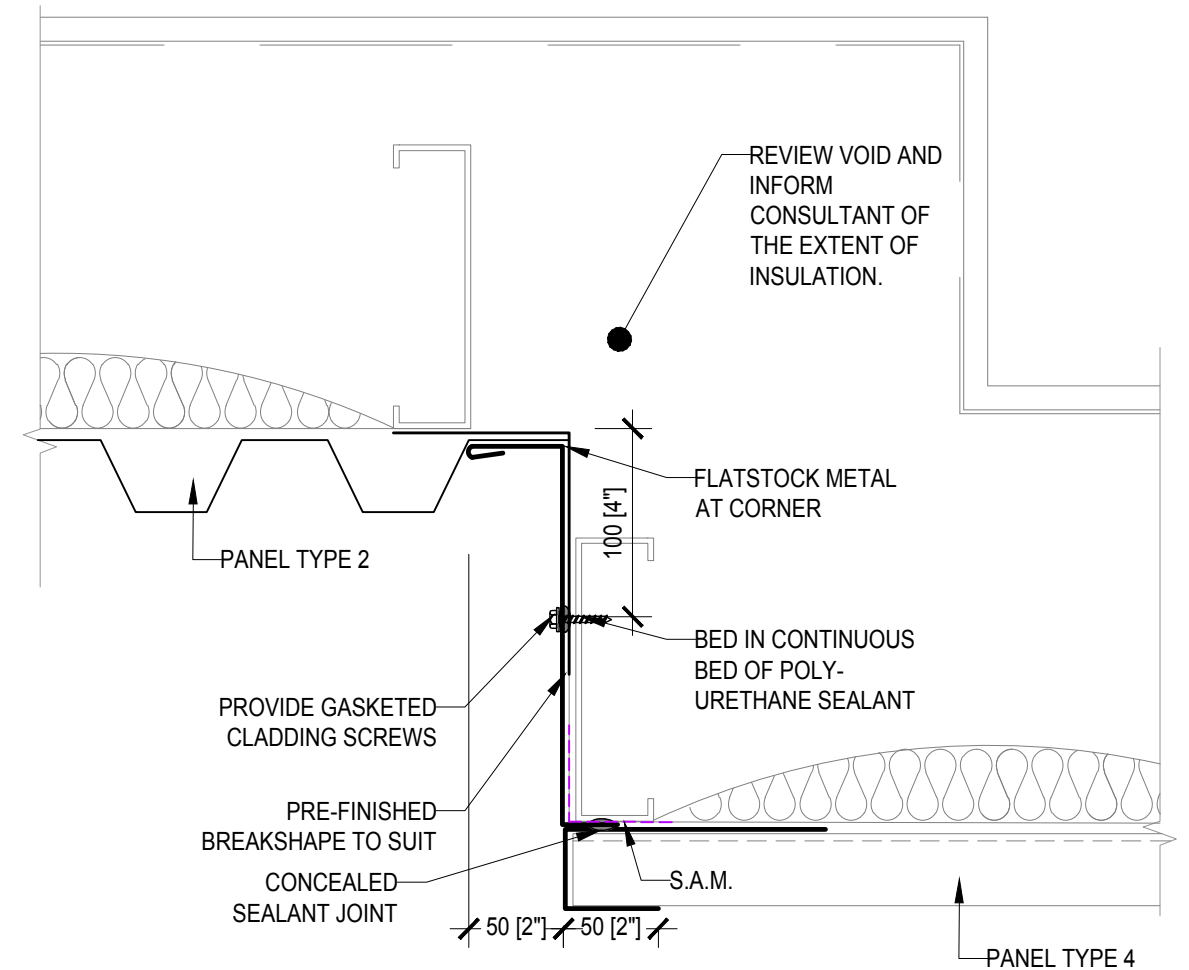 REVIEW VOID AND
INFORM
CONSULTANT OF
THE EXTENT OF
INSULATION.
FLATSTOCK METAL
AT CORNER
100 [4"]
PANEL TYPE 2
BED IN CONTINUOUS
BED OF POLY-
URETHANE SEALANT
PROVIDE GASKETED
CLADDING SCREWS
PRE-FINISHED
BREAKSHAPE TO SUIT
CONCEALED
SEALANT JOINT
S.A.M.
50 [2"]
50 [2"]
PANEL TYPE 4